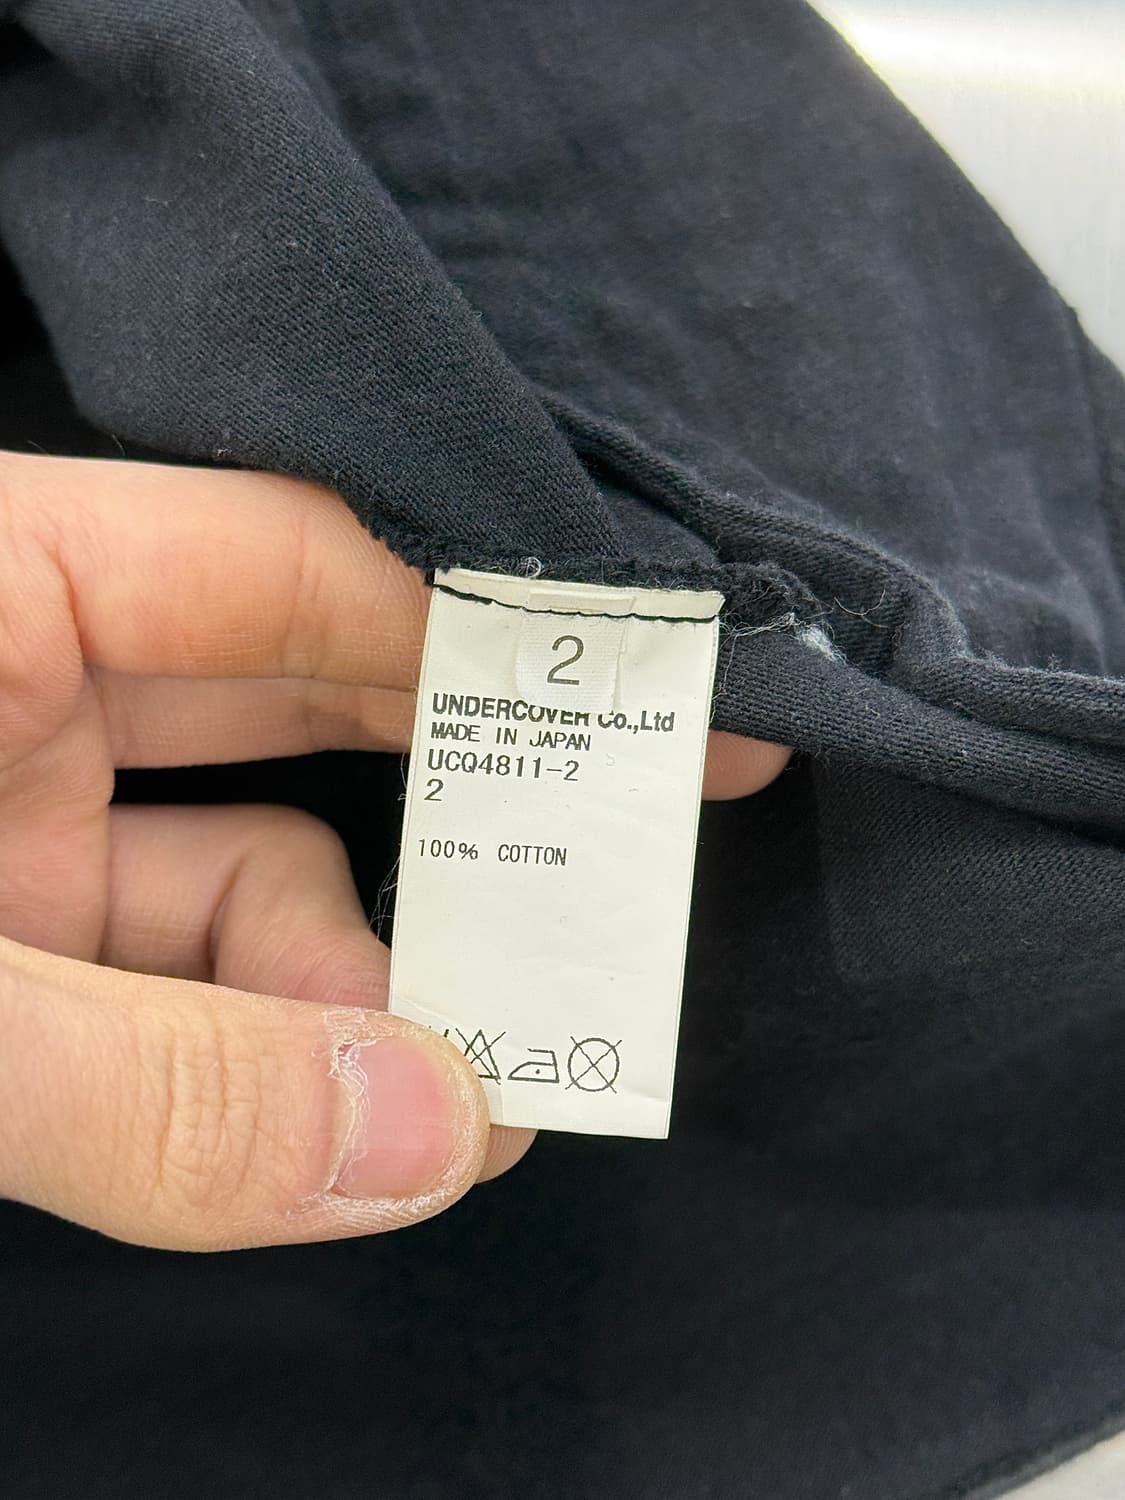 2
UNDERCOVER Co.,Ltd
MADE IN JAPAN
UCQ4811-2
2
100% COTTON